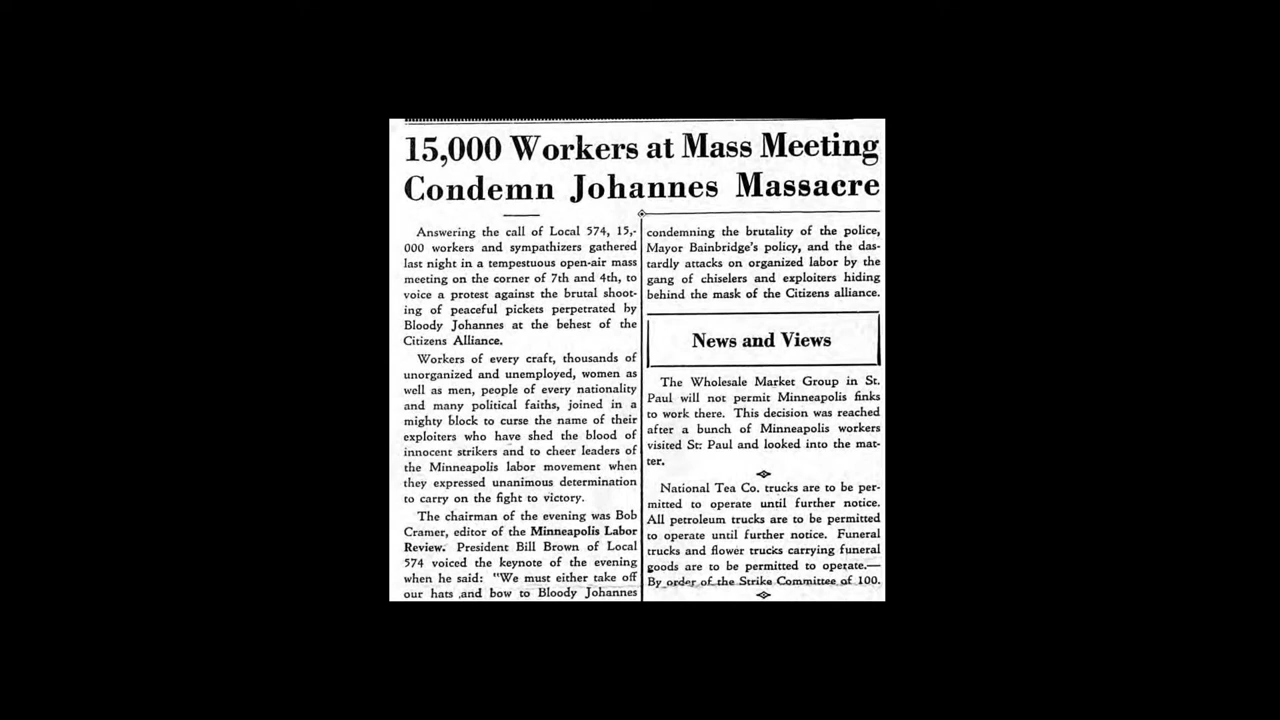 15,000 Workers at Mass Meeting
Condemn Johannes Massacre
Answering the call of Local 574, 15,-
000 workers and sympathizers gathered
last night in a tempestuous open-air mass
meeting on the corner of 7th and 4th, to
voice a protest against the brutal shoot-
ing of peaceful pickets perpetrated by
Bloody Johannes at the behest of the
Citizens Alliance.
Workers of every craft, thousands of
unorganized and unemployed, women as
well as men, people of every nationality
and many political faiths, joined in a
mighty block to curse the name of their
exploiters who have shed the blood of
innocent strikers and to cheer leaders of
the Minneapolis labor movement when
they expressed unanimous determination
to carry on the fight to victory.
The chairman of the evening was Bob
Cramer, editor of the Minneapolis Labor
Review. President Bill Brown of Local
574 voiced the keynote of the evening
when he said: "We must either take off
our hats and bow to Bloody Johannes
condemning the brutality of the police,
Mayor Bainbridge's policy, and the das-
tardly attacks on organized labor by the
gang of chiselers and exploiters hiding
behind the mask of the Citizens alliance.
News and Views
The Wholesale Market Group in St.
Paul will not permit Minneapolis finks
to work there. This decision was reached
after a bunch of Minneapolis workers
visited St. Paul and looked into the mat-
ter.
National Tea Co. trucks are to be per-
mitted to operate until further notice.
All petroleum trucks are to be permitted
to operate until further notice. Funeral
trucks and flower trucks carrying funeral
goods are to be permitted to operate.—
By order of the Strike Committee of 100.